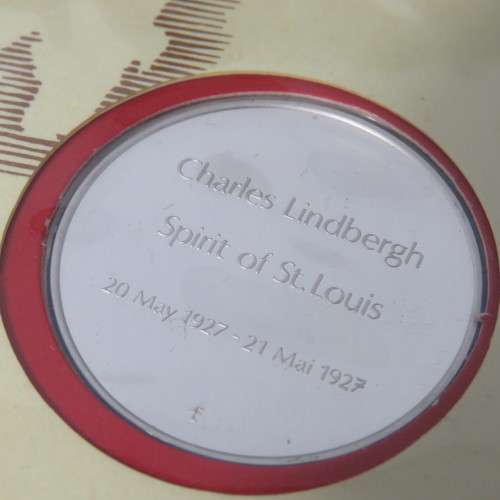 Charles Lindbergh
Spirit of St. Louis
20 May 1927 - 21 Mai 1927
f